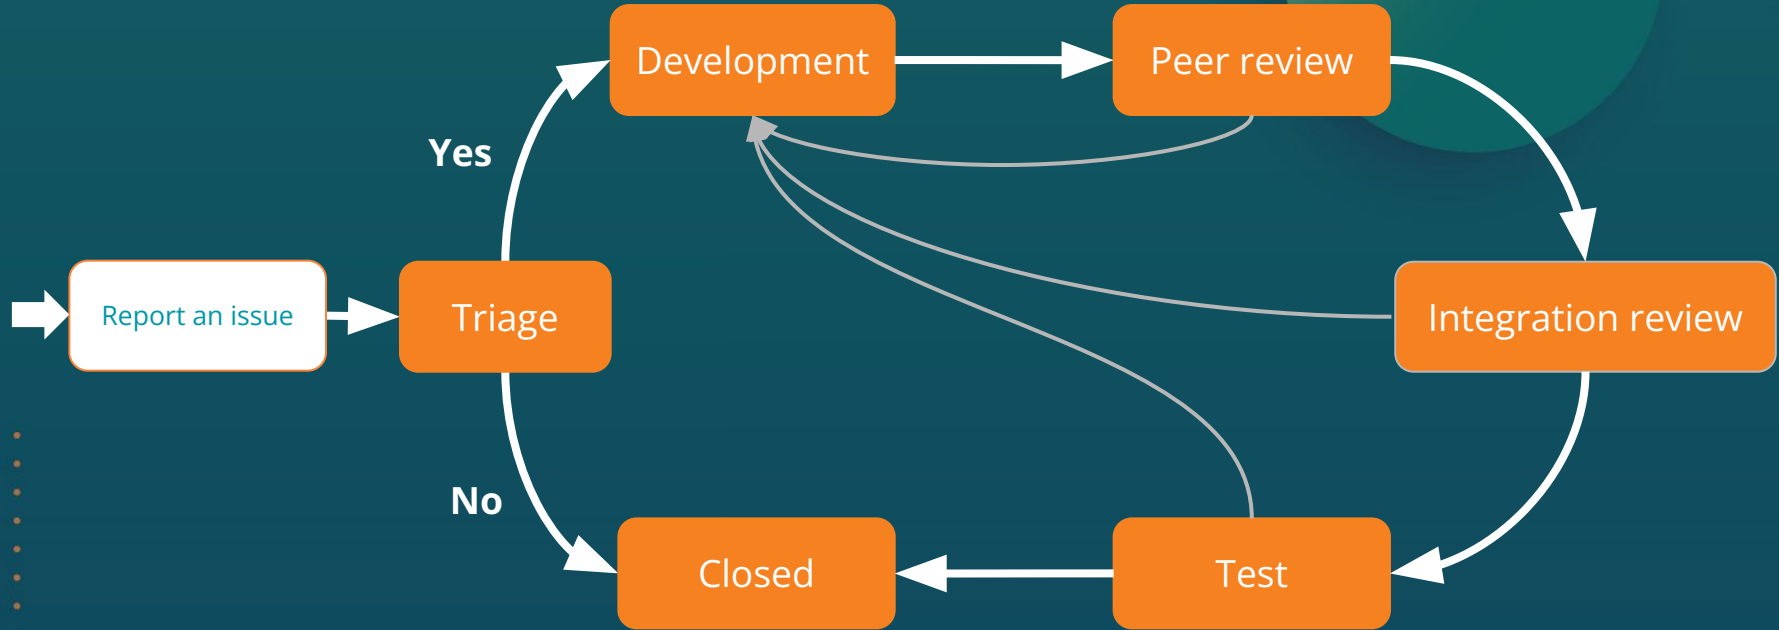 Development
Peer review
Yes
Report an issue
Triage
Integration review
No
Closed
Test